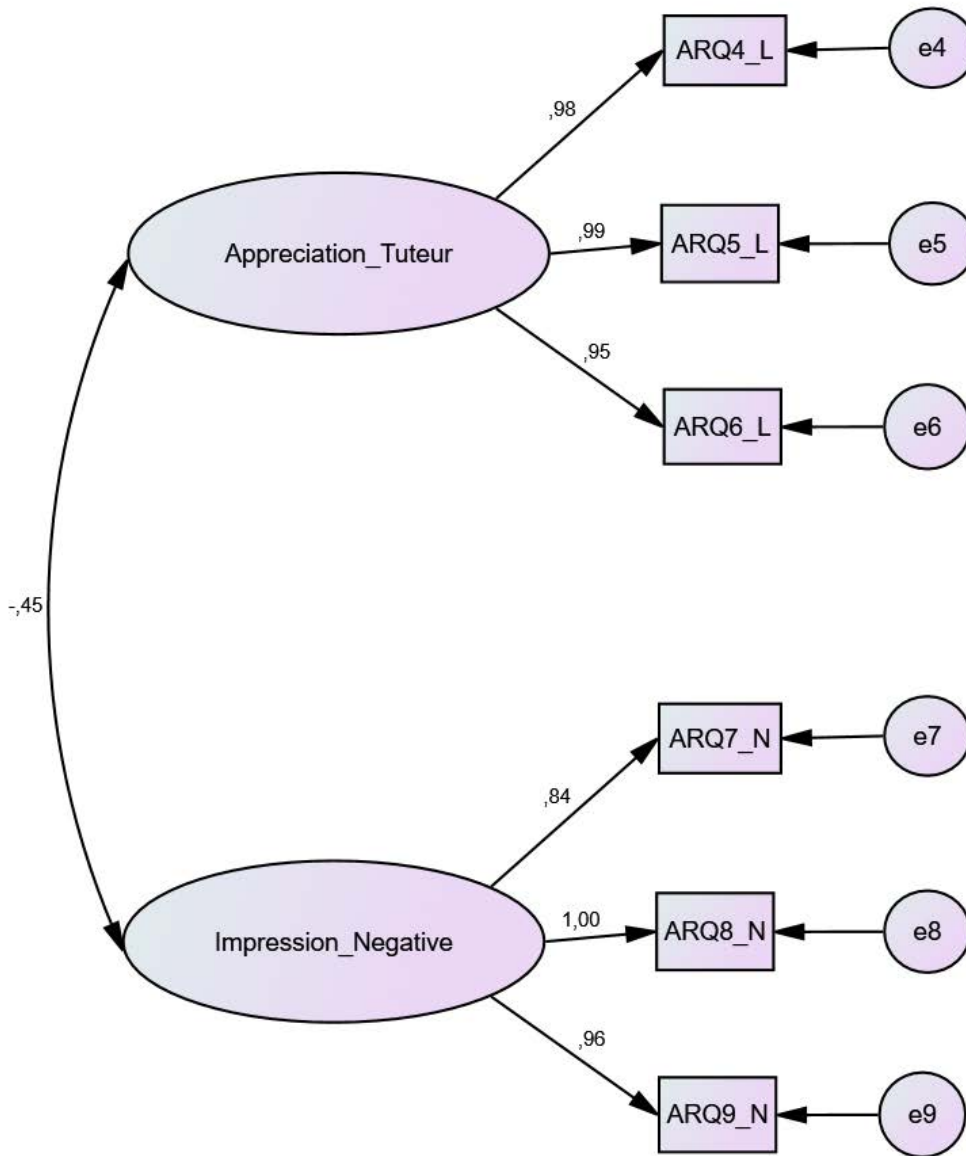 ARQ4_L
e4
,98
Appreciation_Tuteur
,99
ARQ5_L
e5
,95
ARQ6_L
e6
-,45
ARQ7_N
e7
,84
Impression_Negative
1,00
ARQ8_N
e8
,96
ARQ9_N
e9